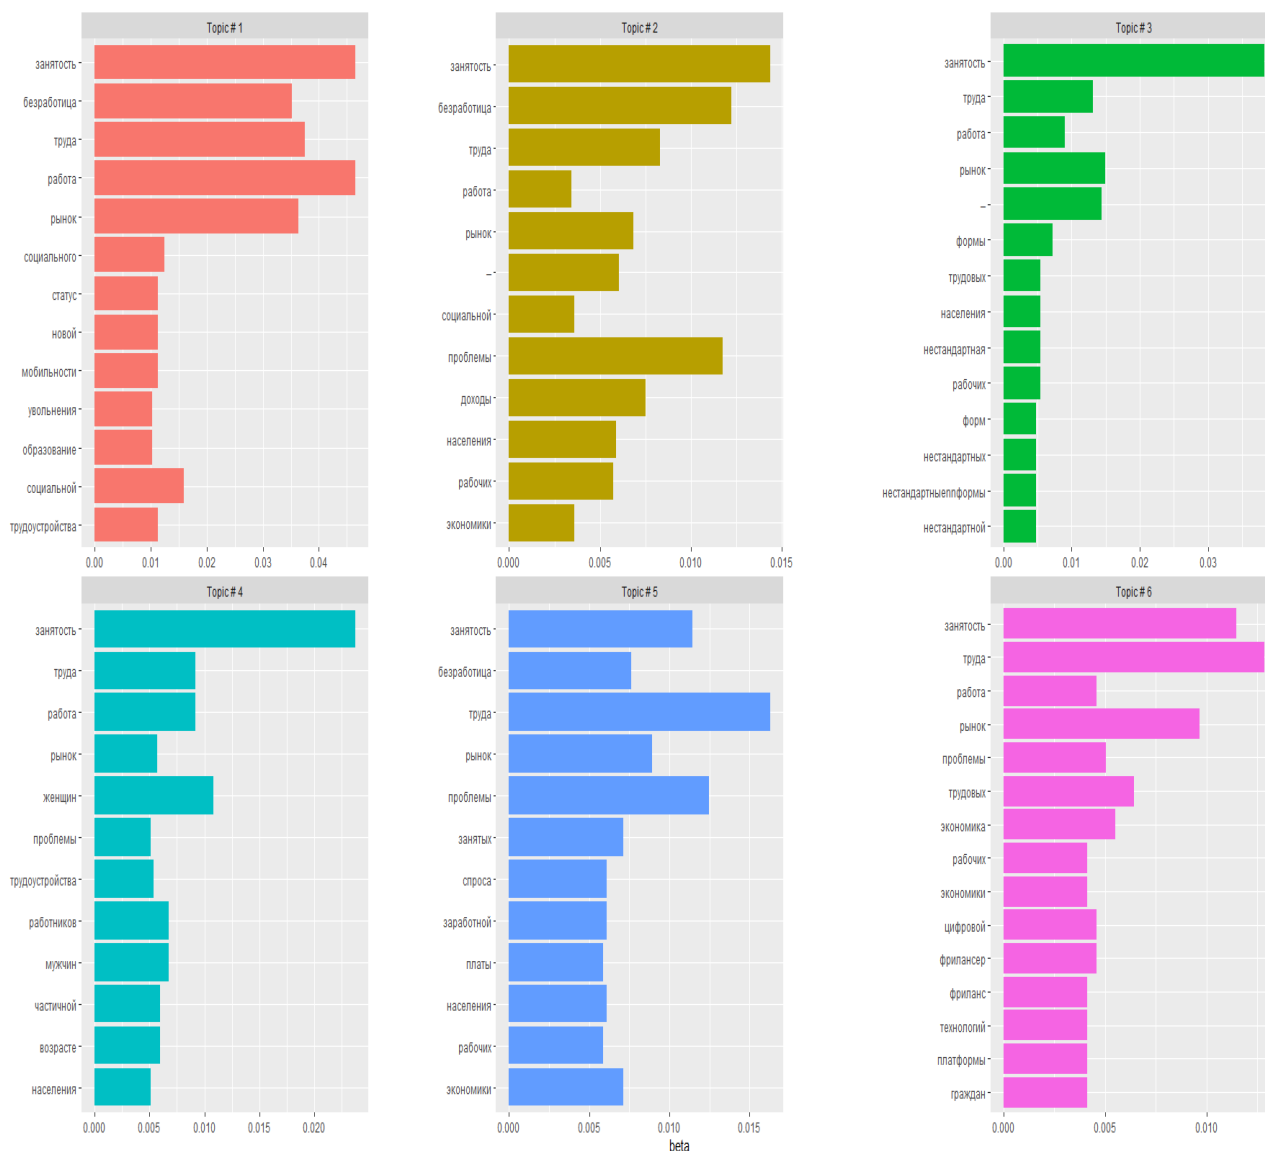 Topic # 1
занятость
безработица
труда
работа
рынок
социального
статус
новой
мобильности
увольнения
образование
социальной
трудоустройства
0.00 0.01 0.02 0.03 0.04
Topic # 2
занятость
безработица
труда
работа
рынок
–
социальной
проблемы
доходы
населения
рабочих
экономики
0.000 0.005 0.010 0.015
Topic # 3
занятость
труда
работа
рынок
–
формы
трудовых
населения
нестандартная
рабочих
форм
нестандартных
нестандартныеппформы
нестандартной
0.00 0.01 0.02 0.03
Topic # 4
занятость
труда
работа
рынок
женщин
проблемы
трудоустройства
работников
мужчин
частичной
возрасте
населения
0.000 0.005 0.010 0.015 0.020
Topic # 5
занятость
безработица
труда
рынок
проблемы
занятых
спроса
заработной
платы
населения
рабочих
экономики
0.000 0.005 0.010 0.015
Topic # 6
занятость
труда
работа
рынок
проблемы
трудовых
экономика
рабочих
экономики
цифровой
фрилансер
фриланс
технологий
платформы
граждан
0.000 0.005 0.010
beta